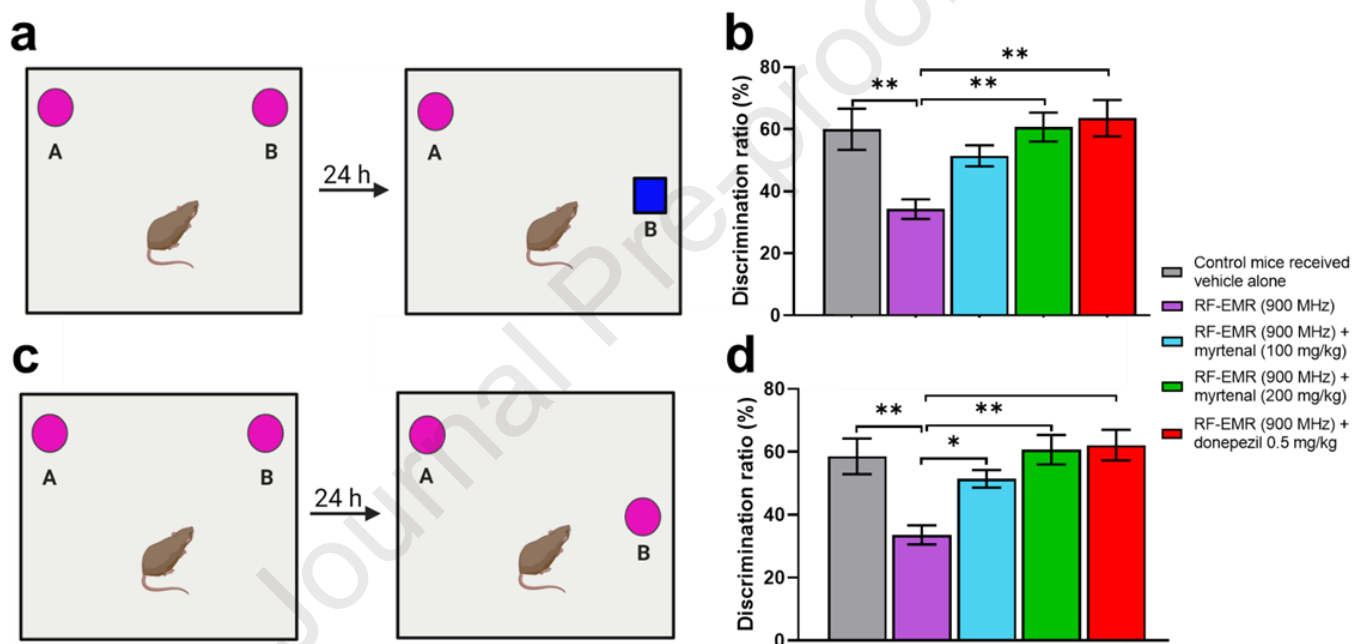 a
A
B
24 h
A
B
b
Discrimination ratio (%)
80
60
40
20
0
**
**
**
c
A
B
24 h
A
B
d
Discrimination ratio (%)
80
60
40
20
0
**
*
**
Control mice received
vehicle alone
RF-EMR (900 MHz)
RF-EMR (900 MHz) +
myrtenal (100 mg/kg)
RF-EMR (900 MHz) +
myrtenal (200 mg/kg)
RF-EMR (900 MHz) +
donepezil 0.5 mg/kg
Journal Pre-proof